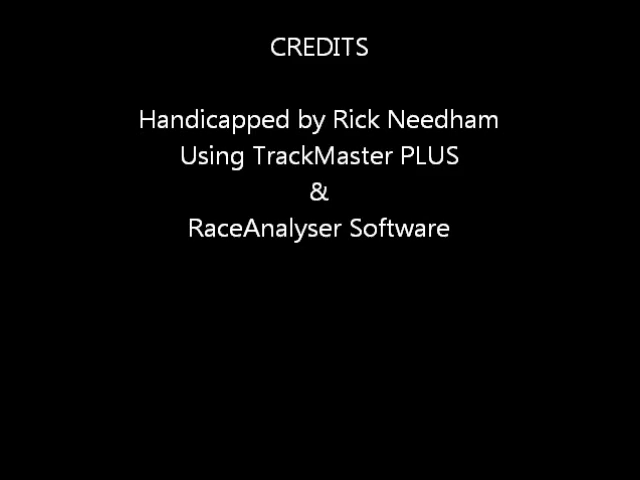 CREDITS
Handicapped by Rick Needham
Using TrackMaster PLUS
&
RaceAnalyser Software